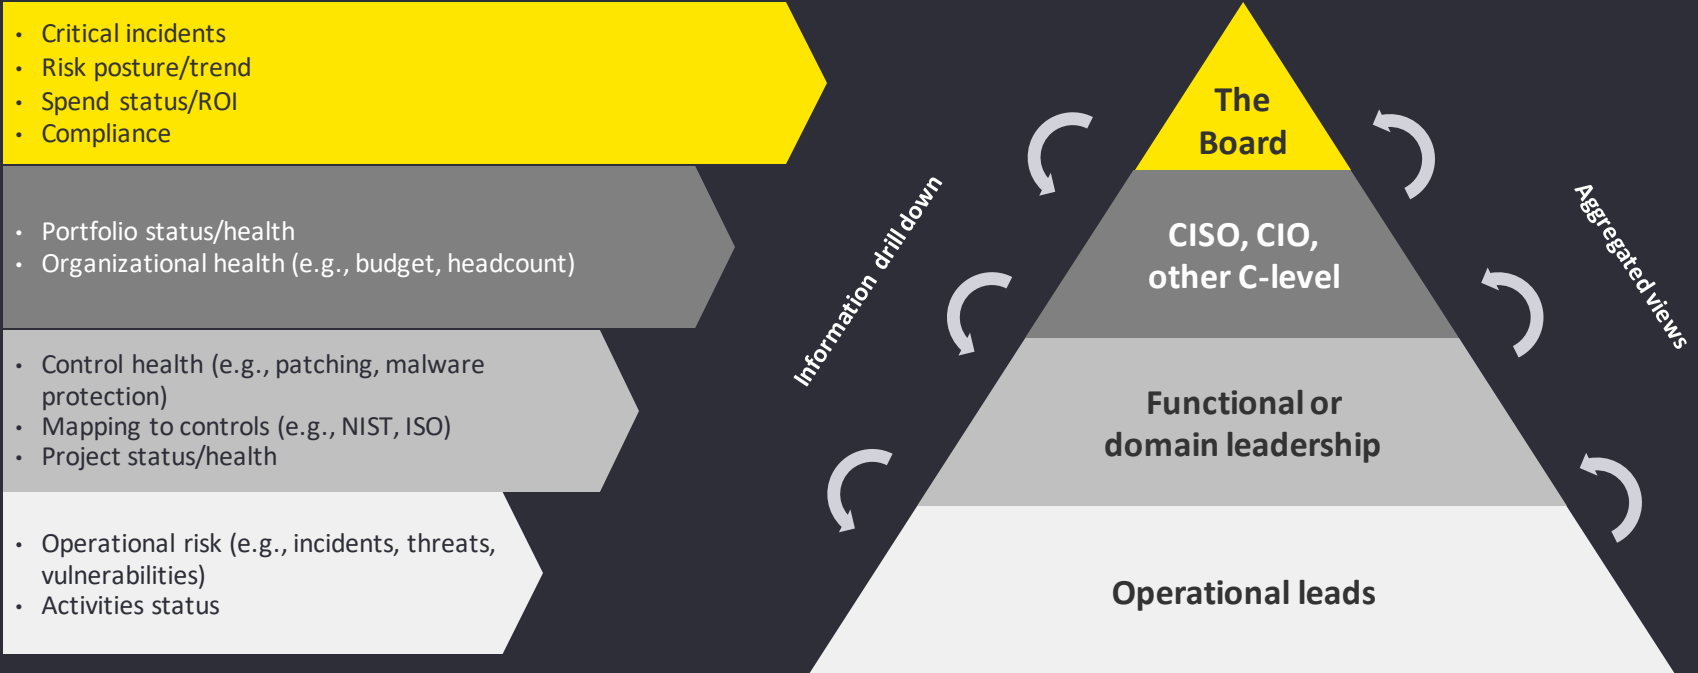 • Critical incidents
• Risk posture/trend
• Spend status/ROI
• Compliance
• Portfolio status/health
• Organizational health (e.g., budget, headcount)
• Control health (e.g., patching, malware
protection)
• Mapping to controls (e.g., NIST, ISO)
• Project status/health
• Operational risk (e.g., incidents, threats,
vulnerabilities)
• Activities status
Information drill down
The
Board
CISO, CIO,
other C-level
Functional or
domain leadership
Operational leads
Aggregated views